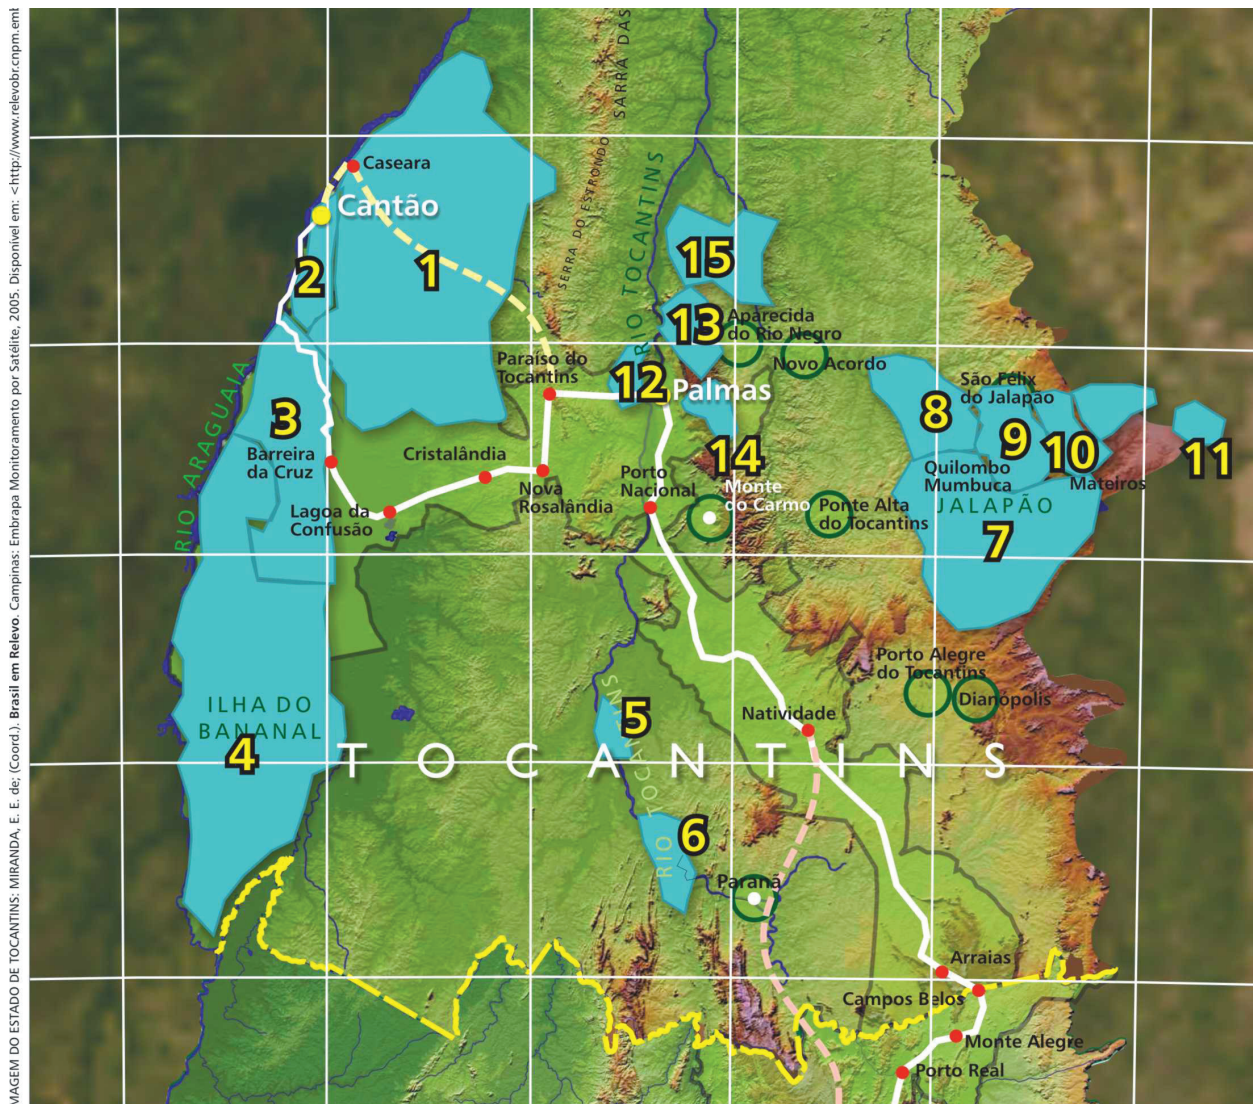 MAGEM DO ESTADO DE TOCANTINS: MIRANDA, E. E. de; (Coord.). Brasil em Relevo. Campinas: Embrapa Monitoramento por Satélite, 2005. Disponível em: <http://www.relevobr.cnpm.em
SERRA DO ESTRONDO
SARRA DAS
RIO TOCANTINS
Caseara
Cantão
1
2
15
13
Aparecida
do Rio Negro
Novo Acordo
Paraíso do
Tocantins
12
Palmas
RIO ARAGUAIA
3
Barreira
da Cruz
Cristalândia
Lagoa da
Confusão
Nova
Rosalândia
Porto
Nacional
14
Monte
do Carmo
Ponte Alta
do Tocantins
8
São Félix
do Jalapão
9
10
11
Mateiros
Quilombo
Mumbuca
JALAPÃO
7
Porto Alegre
do Tocantins
Dianópolis
ILHA DO
BANANAL
4
5
Natividade
TOCANTINS
RIO TOCANTINS
6
Paranã
Arraias
Campos Belos
Monte Alegre
Porto Real